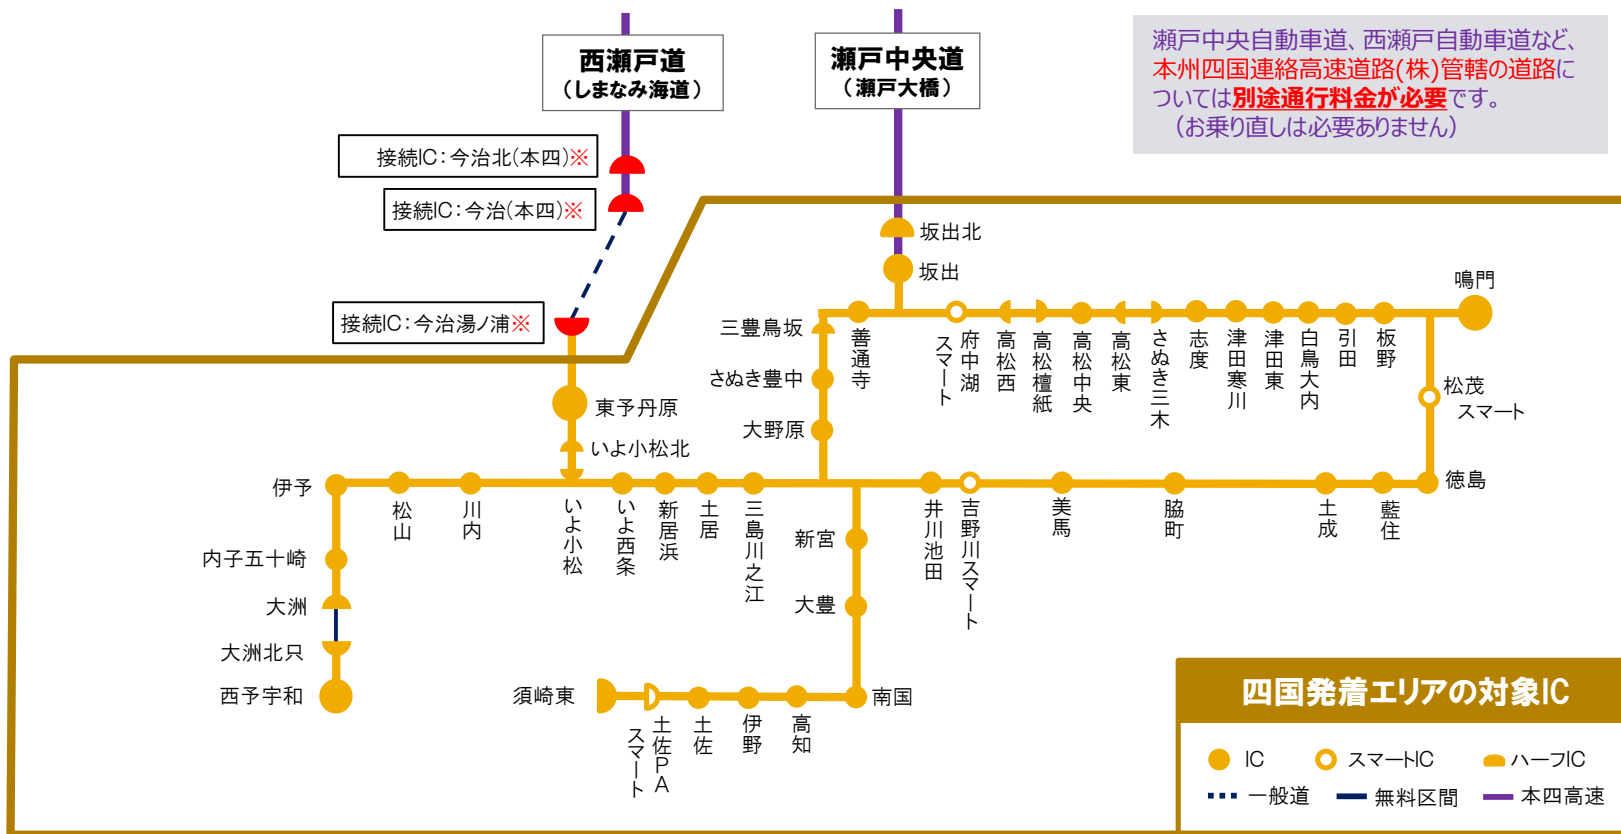 西瀬戸道
（しまなみ海道）
瀬戸中央道
（瀬戸大橋）
瀬戸中央自動車道、西瀬戸自動車道など、
本州四国連絡高速道路(株)管轄の道路に
ついては別途通行料金が必要です。
（お乗り直しは必要ありません）
接続IC：今治北(本四)※
接続IC：今治(本四)※
接続IC：今治湯ノ浦※
坂出北
坂出
鳴門
三豊鳥坂
善通寺
府中湖
スマート
高松西
高松檀紙
高松中央
高松東
さぬき三木
志度
津田寒川
津田東
白鳥大内
引田
板野
さぬき豊中
大野原
松茂
スマート
東予丹原
いよ小松北
伊予
松山
川内
いよ小松
いよ西条
新居浜
土居
三島川之江
井川池田
吉野川スマート
美馬
脇町
土成
藍住
徳島
内子五十崎
大洲
大洲北只
西予宇和
新宮
大豊
南国
高知
伊野
土佐
土佐PA
スマート
須崎東
四国発着エリアの対象IC
IC
スマートIC
ハーフIC
一般道
無料区間
本四高速